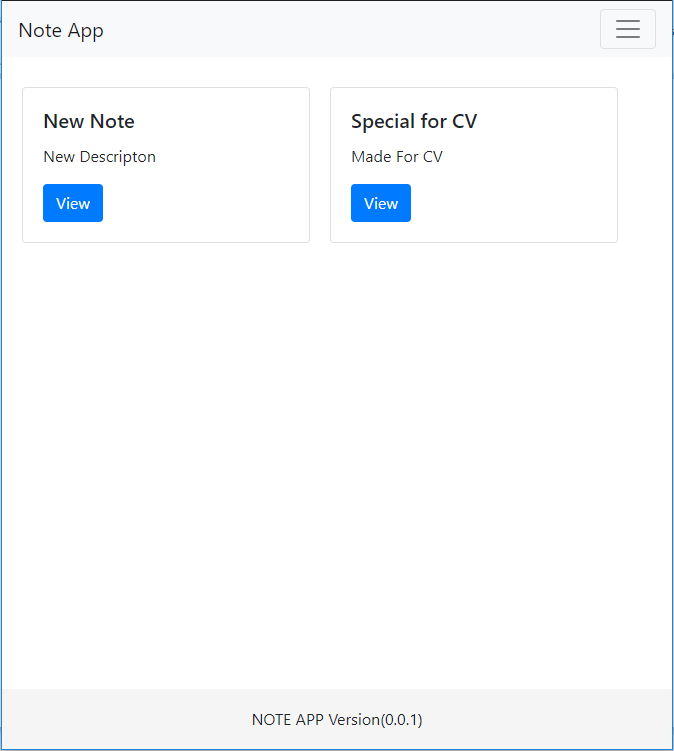 Note App
New Note
New Descripton
View
Special for CV
Made For CV
View
NOTE APP Version(0.0.1)